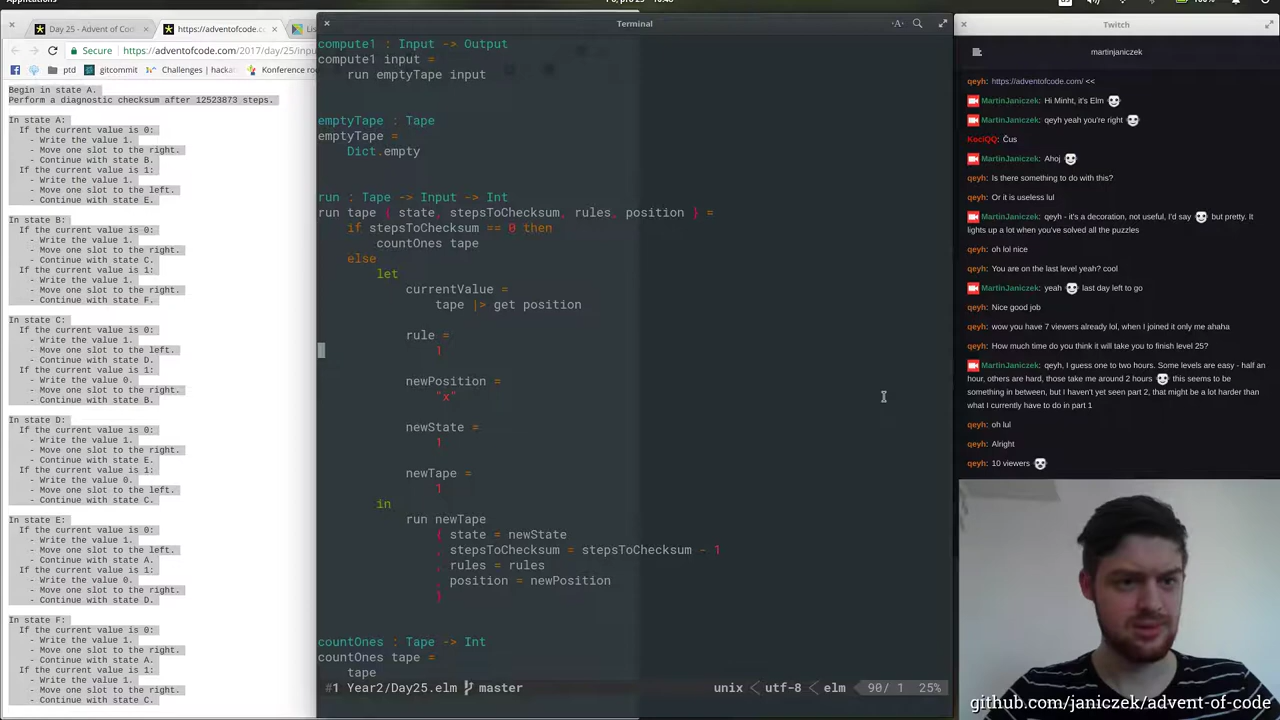 Applications
Day 25 - Advent of Cod
https://adventofcode.c
Secure
https://adventofcode.com/2017/day/25/input
ptd
gitcommit
Challenges | hackat
Konference ro
Begin in state A.
Perform a diagnostic checksum after 12523873 steps.
In state A:
If the current value is 0:
- Write the value 1.
- Move one slot to the right.
- Continue with state B.
If the current value is 1:
- Write the value 1.
- Move one slot to the left.
- Continue with state E.
In state B:
If the current value is 0:
- Write the value 1.
- Move one slot to the right.
- Continue with state C.
If the current value is 1:
- Write the value 1.
- Move one slot to the right.
- Continue with state F.
In state C:
If the current value is 0:
- Write the value 1.
- Move one slot to the left.
- Continue with state D.
If the current value is 1:
- Write the value 0.
- Move one slot to the right.
- Continue with state B.
In state D:
If the current value is 0:
- Write the value 1.
- Move one slot to the right.
- Continue with state E.
If the current value is 1:
- Write the value 0.
- Move one slot to the left.
- Continue with state C.
In state E:
If the current value is 0:
- Write the value 1.
- Move one slot to the left.
- Continue with state A.
If the current value is 1:
- Write the value 0.
- Move one slot to the right.
- Continue with state D.
In state F:
If the current value is 0:
- Write the value 1.
- Move one slot to the left.
- Continue with state A.
If the current value is 1:
- Write the value 1.
- Move one slot to the right.
- Continue with state C.
Terminal
compute1 : Input -> Output
compute1 input =
run emptyTape input
emptyTape : Tape
emptyTape =
Dict.empty
run : Tape -> Input -> Int
run tape { state, stepsToChecksum, rules, position } =
if stepsToChecksum == 0 then
countOnes tape
else
let
currentValue =
tape |> get position
rule =
1
newPosition =
"x"
newState =
1
newTape =
1
in
run newTape
{ state = newState
, stepsToChecksum = stepsToChecksum - 1
, rules = rules
, position = newPosition
}
countOnes : Tape -> Int
countOnes tape =
tape
#1 Year2/Day25.elm master
unix < utf-8 < elm 90/ 1 25%
Twitch
martinjaniczek
qeyh: https://adventofcode.com/ <<
MartinJaniczek: Hi Minht, it's Elm
MartinJaniczek: qeyh yeah you're right
KociQQ: Čus
MartinJaniczek: Ahoj
qeyh: Is there something to do with this?
qeyh: Or it is useless lul
MartinJaniczek: qeyh - it's a decoration, not useful, I'd say but pretty. It
lights up a lot when you've solved all the puzzles
qeyh: oh lol nice
qeyh: You are on the last level yeah? cool
MartinJaniczek: yeah last day left to go
qeyh: Nice good job
qeyh: wow you have 7 viewers already lol, when I joined it only me ahaha
qeyh: How much time do you think it will take you to finish level 25?
MartinJaniczek: qeyh, I guess one to two hours. Some levels are easy - half an
hour, others are hard, those take me around 2 hours this seems to be
something in between, but I haven't yet seen part 2, that might be a lot harder than
what I currently have to do in part 1
qeyh: oh lul
qeyh: Alright
qeyh: 10 viewers
github.com/janiczek/advent-of-code